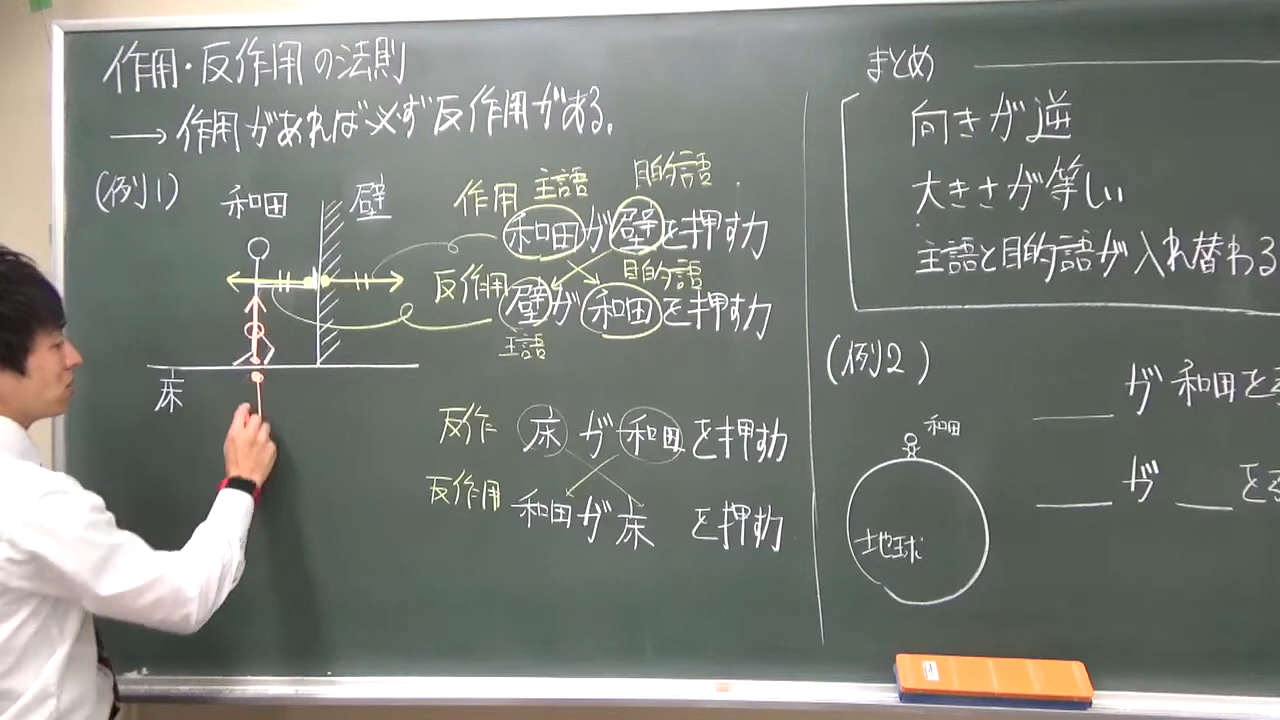 作用・反作用の法則
→ 作用があれば必ず反作用がある。
(例1)
和田
壁
床
作用 主語 目的語
和田が壁を押す力
反作用 目的語
壁が和田を押す力
主語
反作 床が和田を押す力
反作用 和田が床を押す力
まとめ
向きが逆
大きさが等しい
主語と目的語が入れ替わる
(例2)
和田
地球
が和田を
が を